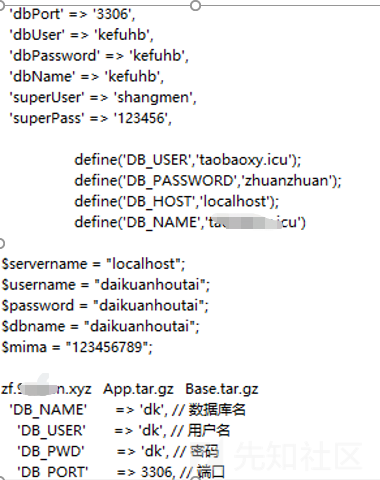 'dbPort' => '3306',
'dbUser' => 'kefuhb',
'dbPassword' => 'kefuhb',
'dbName' => 'kefuhb',
'superUser' => 'shangmen',
'superPass' => '123456',
define('DB_USER','taobaoxy.icu');
define('DB_PASSWORD','zhuanzhuan');
define('DB_HOST','localhost');
define('DB_NAME','ta .icu')
$servername = "localhost";
$username = "daikuanhoutai";
$password = "daikuanhoutai";
$dbname = "daikuanhoutai";
$mima = "123456789";
zf. n.xyz App.tar.gz Base.tar.gz
'DB_NAME' => 'dk', // 数据库名
'DB_USER' => 'dk', // 用户名
'DB_PWD' => 'dk', // 密码
'DB_PORT' => 3306, // 端口
先知社区